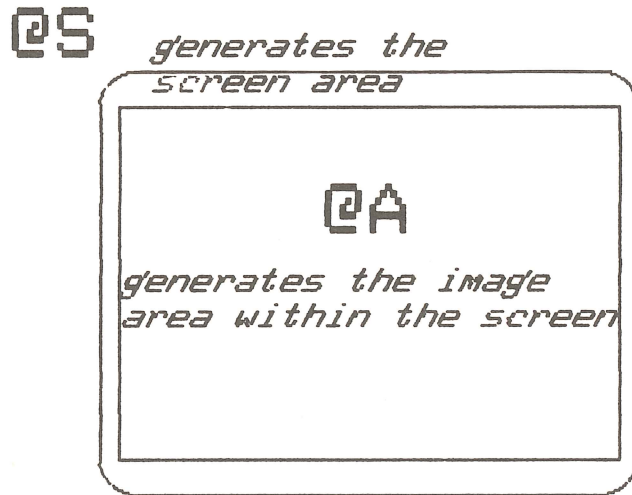 @S generates the
screen area
@A
generates the image
area within the screen